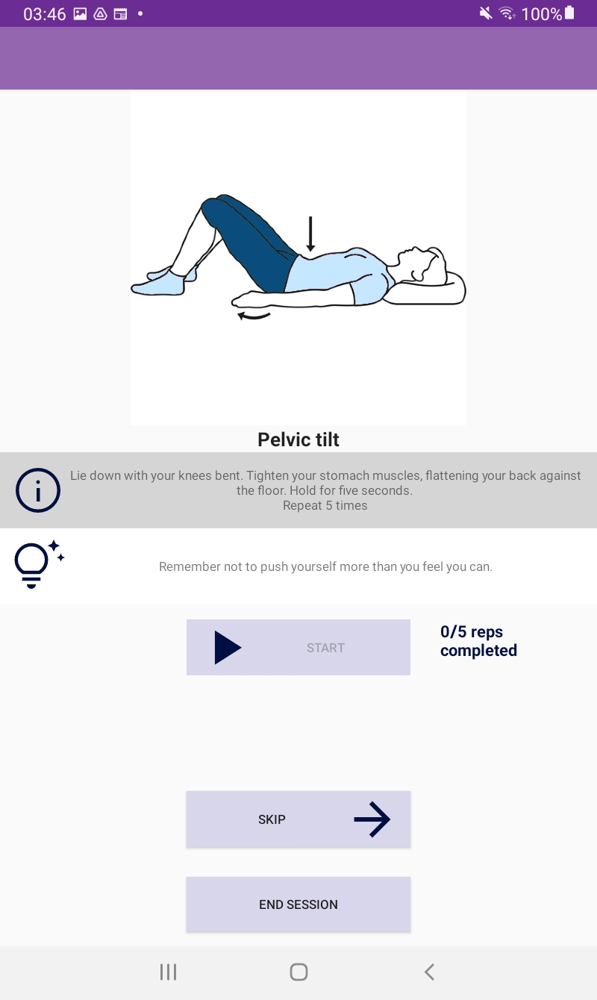 03:46
100%
Pelvic tilt
Lie down with your knees bent. Tighten your stomach muscles, flattening your back against
the floor. Hold for five seconds.
Repeat 5 times
Remember not to push yourself more than you feel you can.
START
0/5 reps
completed
SKIP
END SESSION